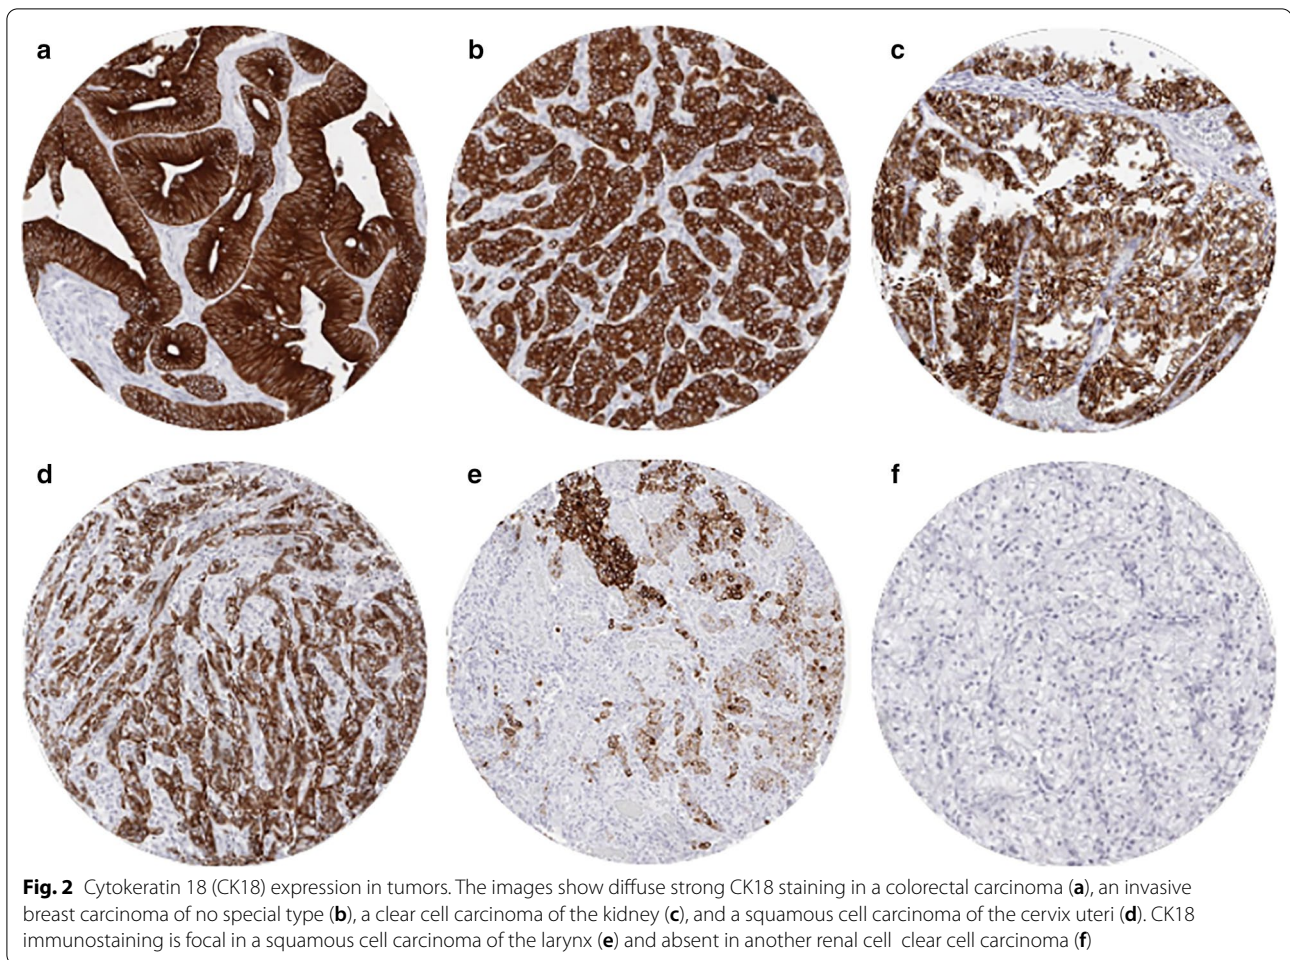 a
b
c
d
e
f
Fig. 2 Cytokeratin 18 (CK18) expression in tumors. The images show diffuse strong CK18 staining in a colorectal carcinoma (a), an invasive
breast carcinoma of no special type (b), a clear cell carcinoma of the kidney (c), and a squamous cell carcinoma of the cervix uteri (d). CK18
immunostaining is focal in a squamous cell carcinoma of the larynx (e) and absent in another renal cell clear cell carcinoma (f)